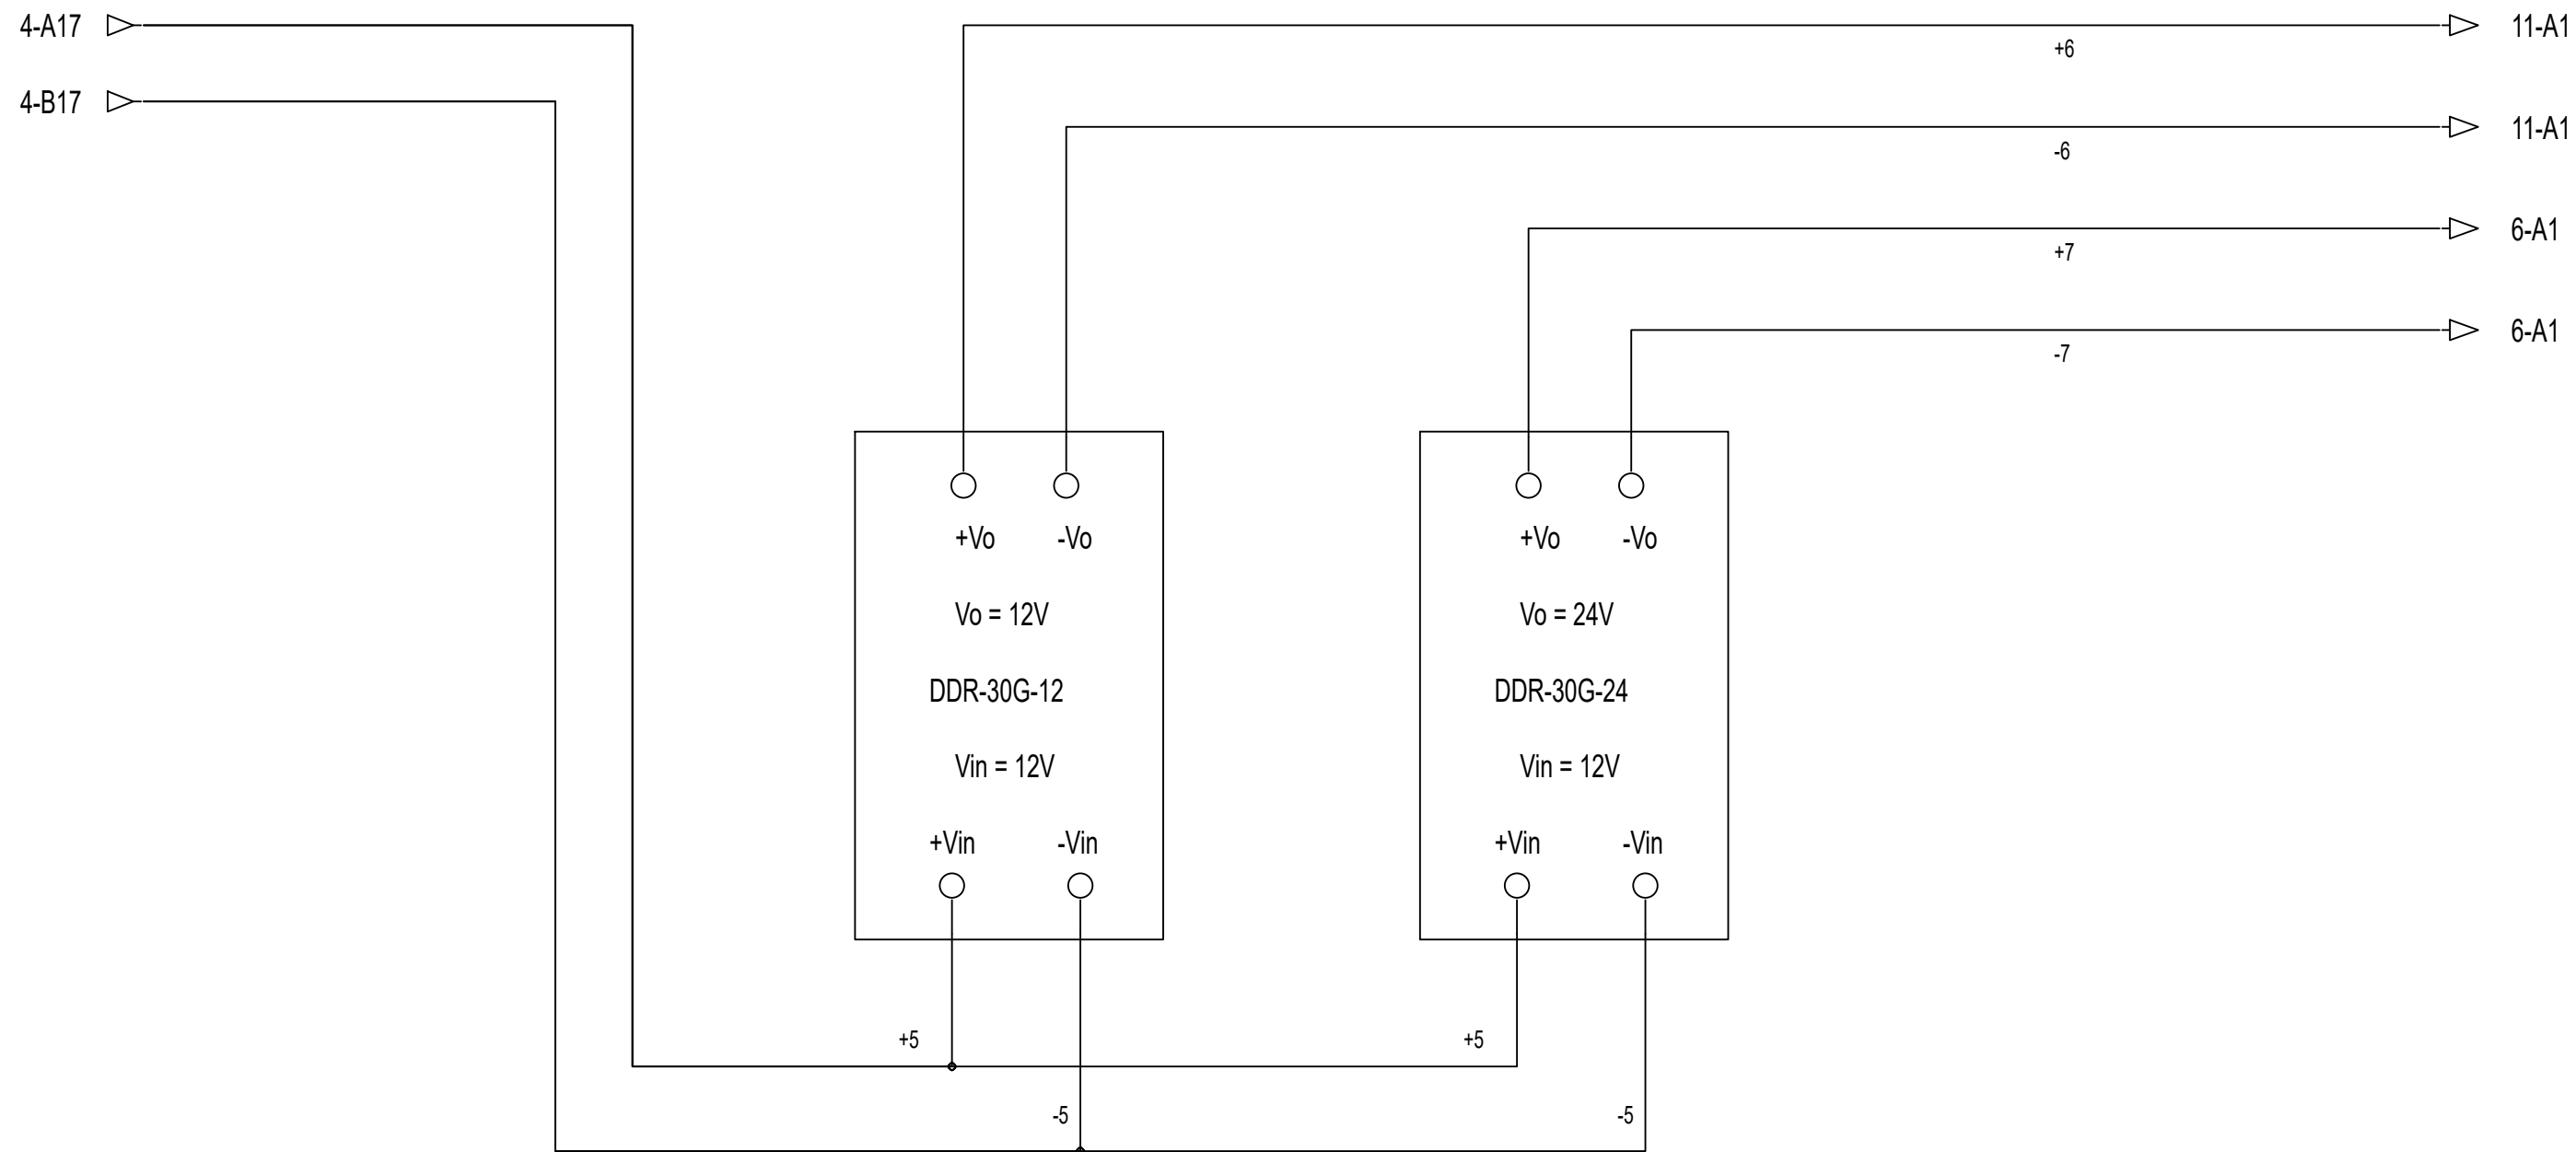 4-A17
11-A1
+6
4-B17
11-A1
-6
6-A1
+7
6-A1
-7
+Vo -Vo
Vo = 12V
DDR-30G-12
Vin = 12V
+Vin -Vin
+Vo -Vo
Vo = 24V
DDR-30G-24
Vin = 12V
+Vin -Vin
+5
+5
-5
-5